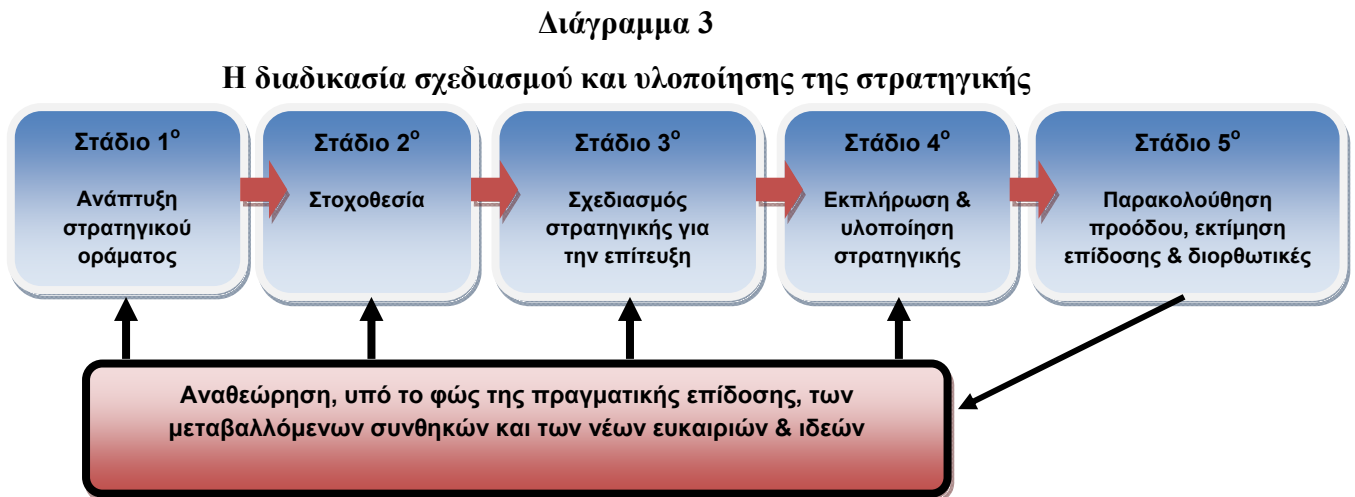 Διάγραμμα 3
Η διαδικασία σχεδιασμού και υλοποίησης της στρατηγικής
Στάδιο 1ο
Ανάπτυξη
στρατηγικού
οράματος
Στάδιο 2ο
Στοχοθεσία
Στάδιο 3ο
Σχεδιασμός
στρατηγικής για
την επίτευξη
Στάδιο 4ο
Εκπλήρωση &
υλοποίηση
στρατηγικής
Στάδιο 5ο
Παρακολούθηση
προόδου, εκτίμηση
επίδοσης & διορθωτικές
Αναθεώρηση, υπό το φώς της πραγματικής επίδοσης, των
μεταβαλλόμενων συνθηκών και των νέων ευκαιριών & ιδεών